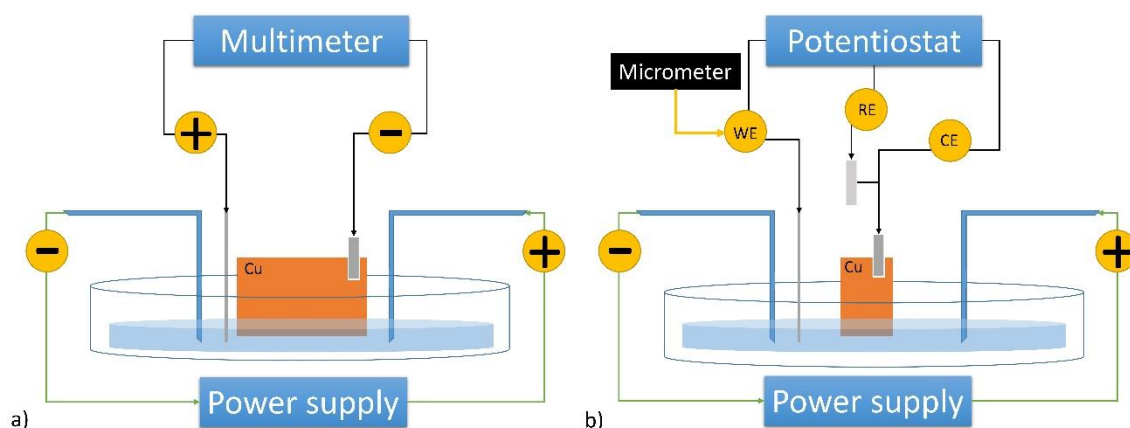 Multimeter
+
-
Cu
-
+
Power supply
a)
Potentiostat
Micrometer
RE
WE
CE
Cu
-
+
Power supply
b)